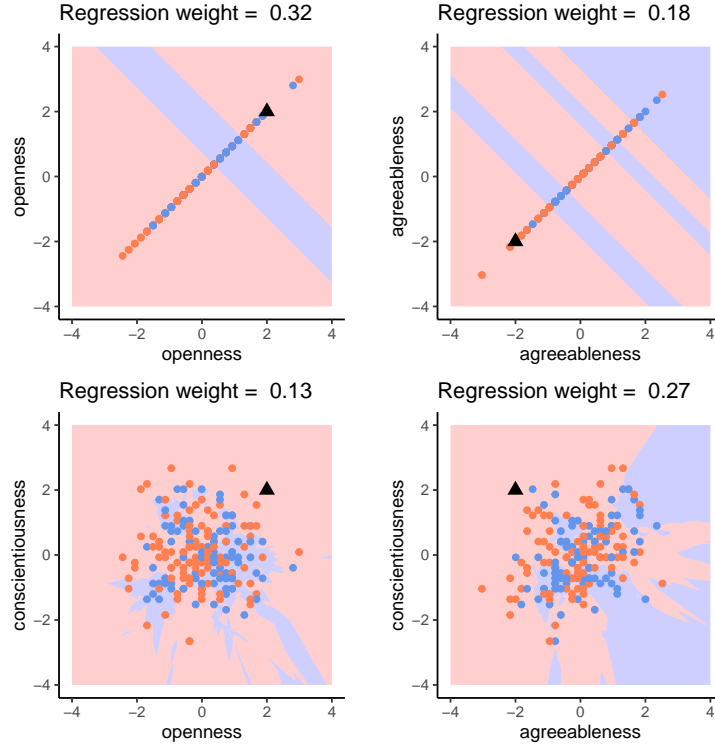 Regression weight =  0.32
4
2
0
−2
−4
openness
−4 −2 0 2 4
openness
Regression weight =  0.18
4
2
0
−2
−4
agreeableness
−4 −2 0 2 4
agreeableness
Regression weight =  0.13
4
2
0
−2
−4
conscientiousness
−4 −2 0 2 4
openness
Regression weight =  0.27
4
2
0
−2
−4
conscientiousness
−4 −2 0 2 4
agreeableness